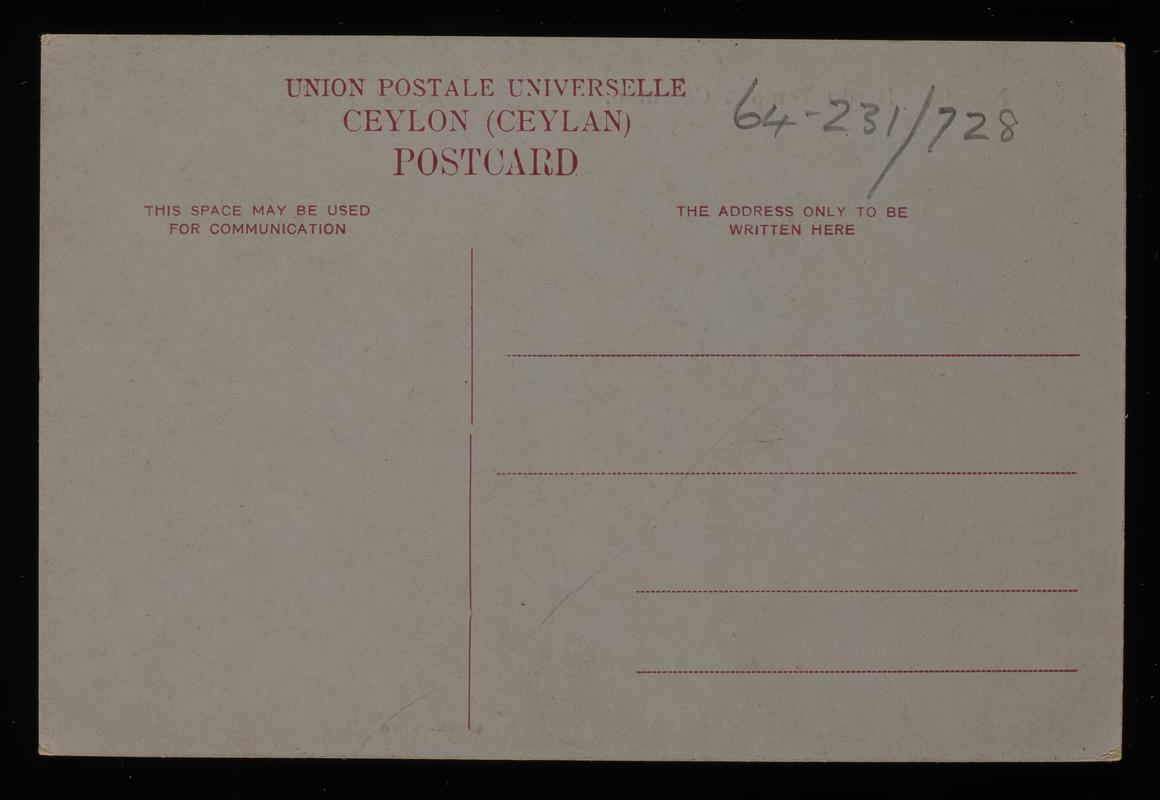 UNION POSTALE UNIVERSELLE
CEYLON (CEYLAN)
POSTCARD
64-231/728
THIS SPACE MAY BE USED
FOR COMMUNICATION
THE ADDRESS ONLY TO BE
WRITTEN HERE